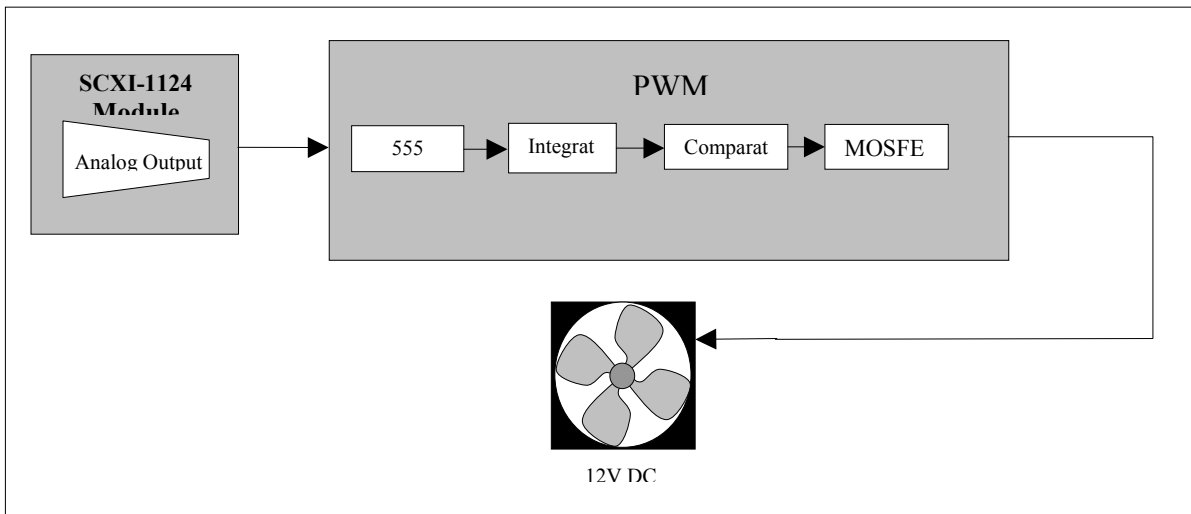 SCXI-1124
Module
Analog Output
PWM
555
Integrat
Comparat
MOSFE
12V DC